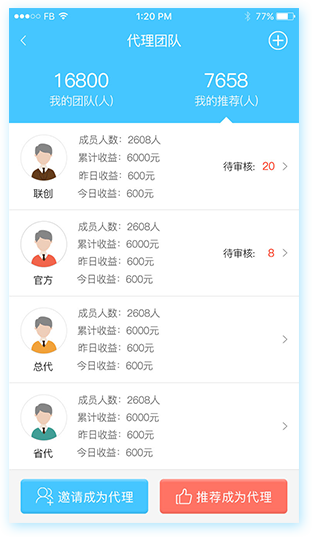 FB 1:20 PM 77%
代理团队
16800 7658
我的团队(人) 我的推荐(人)
成员人数：2608人
累计收益：6000元
昨日收益：600元
今日收益：600元
联创
待审核: 20
成员人数：2608人
累计收益：6000元
昨日收益：600元
今日收益：600元
官方
待审核: 8
成员人数：2608人
累计收益：6000元
昨日收益：600元
今日收益：600元
总代
成员人数：2608人
累计收益：6000元
昨日收益：600元
今日收益：600元
省代
邀请成为代理 推荐成为代理